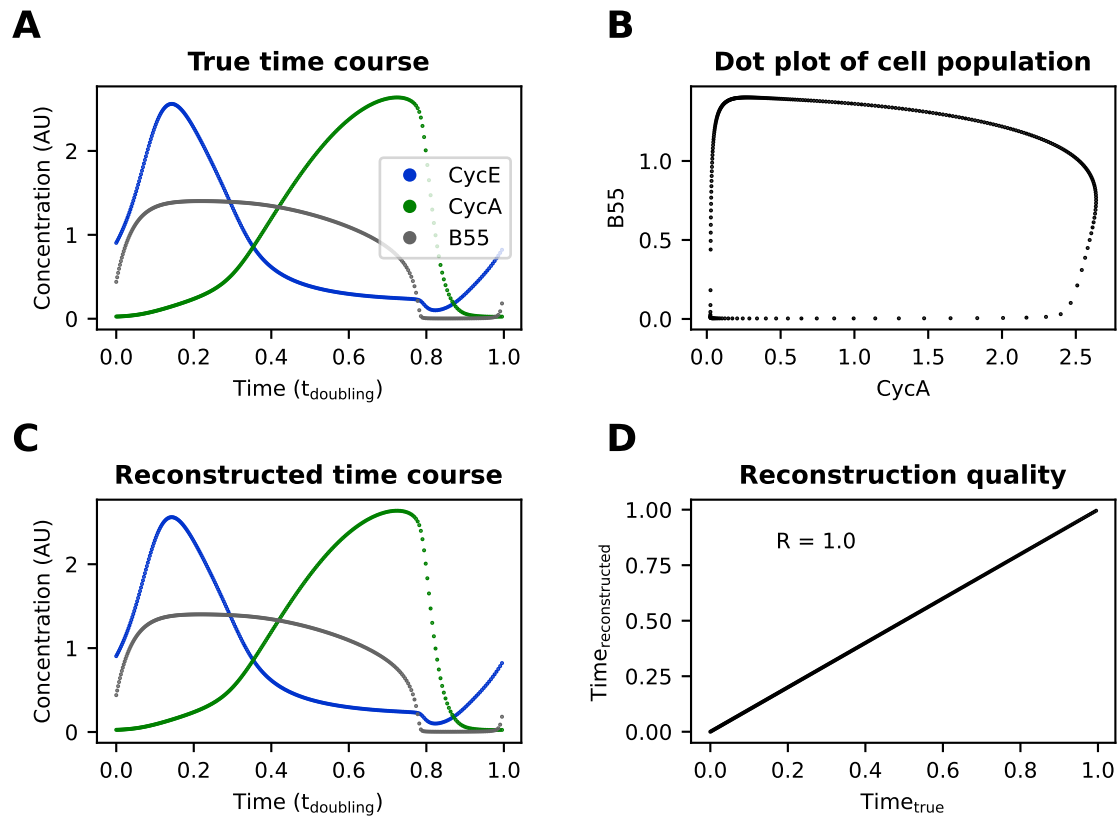 A
True time course
Concentration (AU)
2
1
0
CycE
CycA
B55
0.0 0.2 0.4 0.6 0.8 1.0
Time (t_doubling)
B
Dot plot of cell population
B55
1.0
0.5
0.0
0.0 0.5 1.0 1.5 2.0 2.5
CycA
C
Reconstructed time course
Concentration (AU)
2
1
0
0.0 0.2 0.4 0.6 0.8 1.0
Time (t_doubling)
D
Reconstruction quality
Time_reconstructed
1.00
0.75
0.50
0.25
0.00
R = 1.0
0.0 0.2 0.4 0.6 0.8 1.0
Time_true